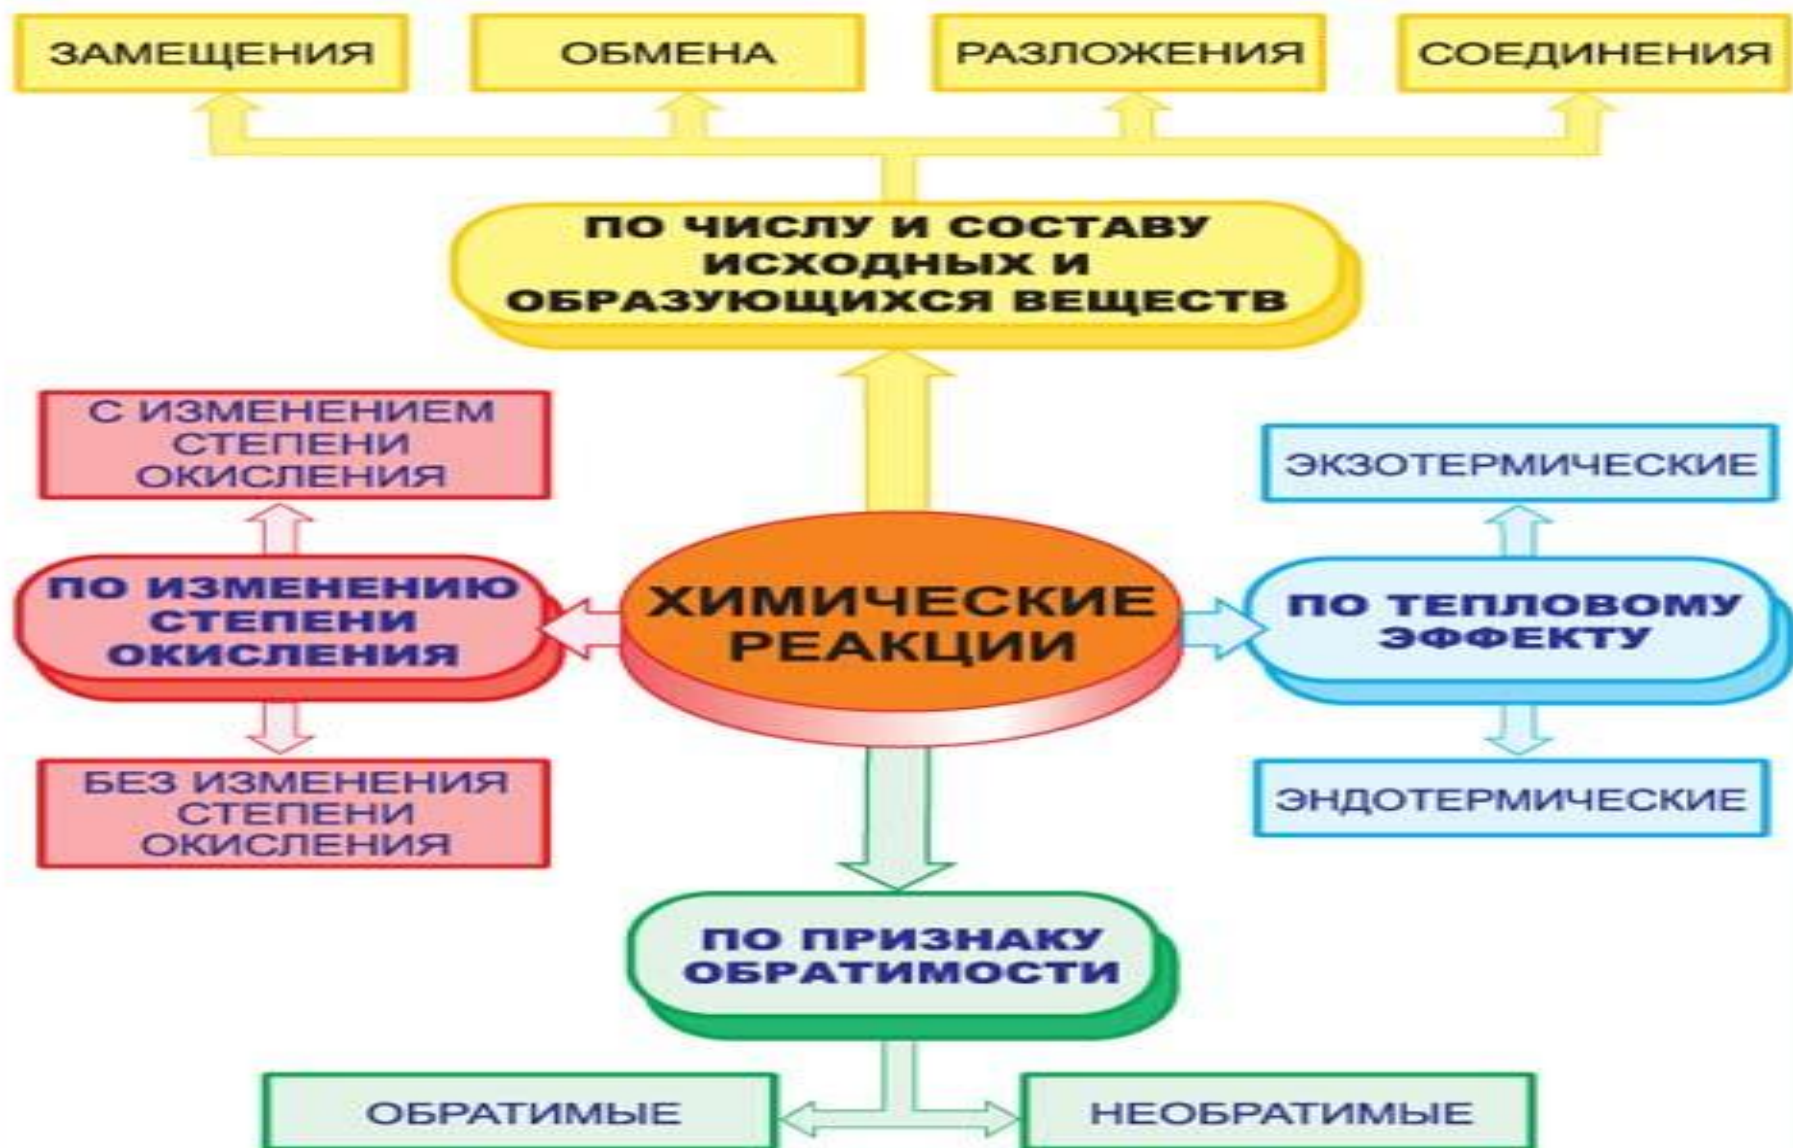 ЗАМЕЩЕНИЯ
ОБМЕНА
РАЗЛОЖЕНИЯ
СОЕДИНЕНИЯ
ПО ЧИСЛУ И СОСТАВУ
ИСХОДНЫХ И
ОБРАЗУЮЩИХСЯ ВЕЩЕСТВ
С ИЗМЕНЕНИЕМ
СТЕПЕНИ
ОКИСЛЕНИЯ
ЭКЗОТЕРМИЧЕСКИЕ
ПО ИЗМЕНЕНИЮ
СТЕПЕНИ
ОКИСЛЕНИЯ
ХИМИЧЕСКИЕ
РЕАКЦИИ
ПО ТЕПЛОВОМУ
ЭФФЕКТУ
БЕЗ ИЗМЕНЕНИЯ
СТЕПЕНИ
ОКИСЛЕНИЯ
ЭНДОТЕРМИЧЕСКИЕ
ПО ПРИЗНАКУ
ОБРАТИМОСТИ
ОБРАТИМЫЕ
НЕОБРАТИМЫЕ